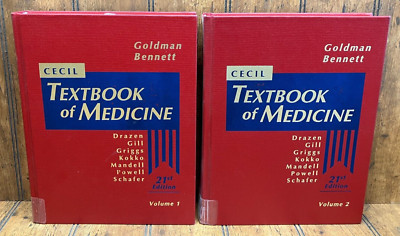 Goldman
Bennett
CECIL
TEXTBOOK
of MEDICINE
Drazen
Gill
Griggs
Kokko
Mandell
Powell
Schafer
21st
Edition
Volume 1
Goldman
Bennett
CECIL
TEXTBOOK
of MEDICINE
Drazen
Gill
Griggs
Kokko
Mandell
Powell
Schafer
21st
Edition
Volume 2